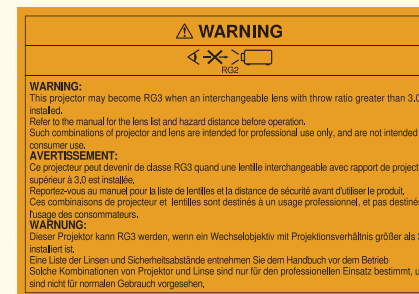 ⚠ WARNING
RG2
WARNING:
This projector may become RG3 when an interchangeable lens with throw ratio greater than 3,0
installed.
Refer to the manual for the lens list and hazard distance before operation.
Such combinations of projector and lens are intended for professional use only, and are not intended
consumer use.
AVERTISSEMENT:
Ce projecteur peut devenir de classe RG3 quand une lentille interchangeable avec rapport de project
supérieur à 3,0 est installée.
Reportez-vous au manuel pour la liste de lentilles et la distance de sécurité avant d'utiliser le produit.
Ces combinaisons de projecteur et lentilles sont destinés à un usage professionnel, et pas destinés
l'usage des consommateurs.
WARNUNG:
Dieser Projektor kann RG3 werden, wenn ein Wechselobjektiv mit Projektionsverhältnis größer als
installiert ist.
Eine Liste der Linsen und Sicherheitsabstände entnehmen Sie dem Handbuch vor dem Betrieb
Solche Kombinationen von Projektor und Linse sind nur für den professionellen Einsatz bestimmt,
sind nicht für normalen Gebrauch vorgesehen,